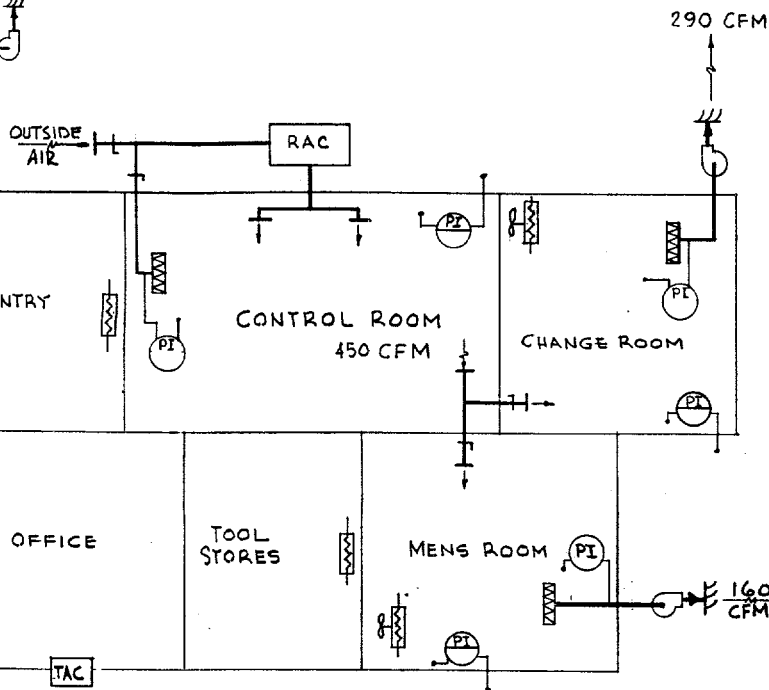 290 CFM
OUTSIDE
AIR
RAC
PI
PI
NTRY
CONTROL ROOM
450 CFM
PI
CHANGE ROOM
PI
OFFICE
TOOL
STORES
MENS ROOM
PI
160
CFM
PI
TAC